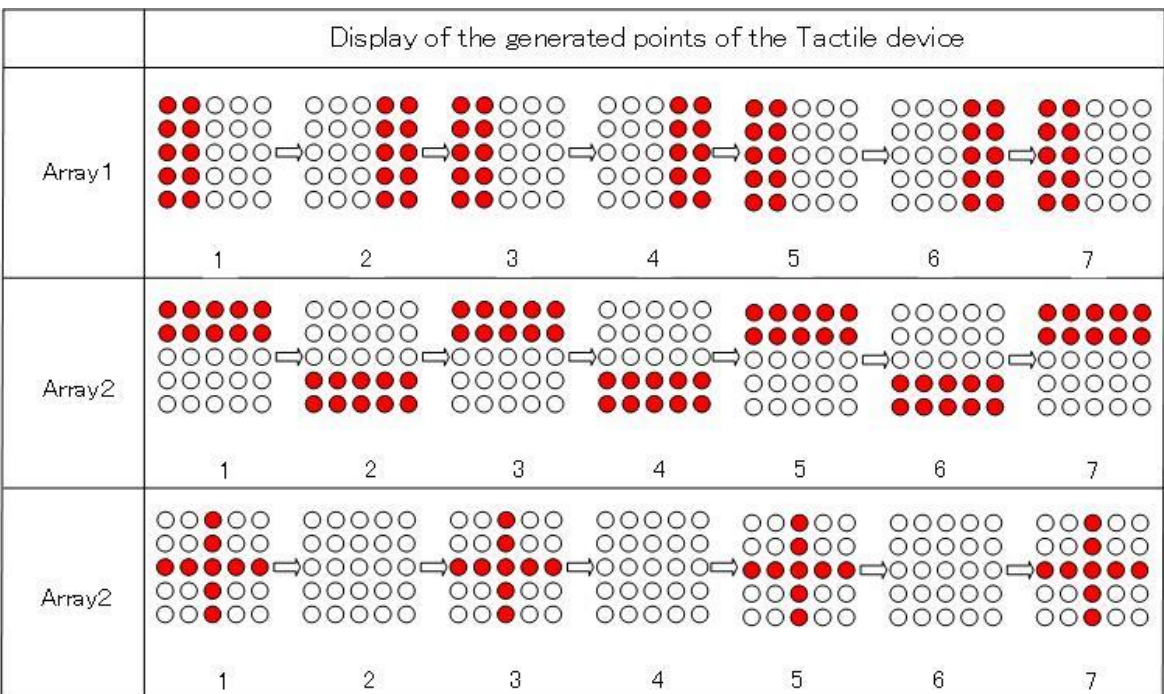 Display of the generated points of the Tactile device
Array1
1 2 3 4 5 6 7
Array2
1 2 3 4 5 6 7
Array2
1 2 3 4 5 6 7